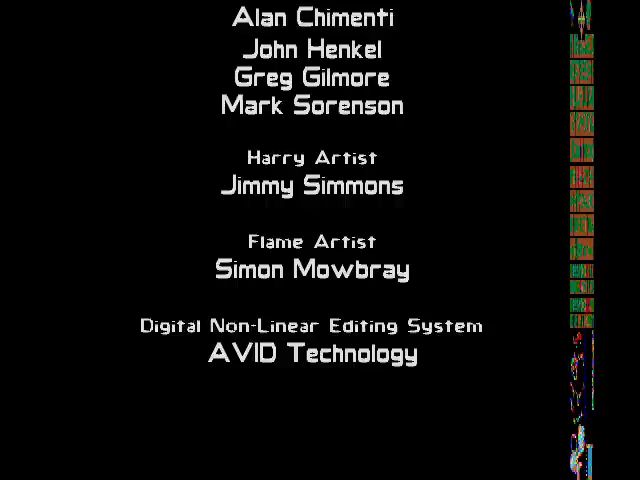 Alan Chimenti
John Henkel
Greg Gilmore
Mark Sorenson
Harry Artist
Jimmy Simmons
Flame Artist
Simon Mowbray
Digital Non-Linear Editing System
AVID Technology